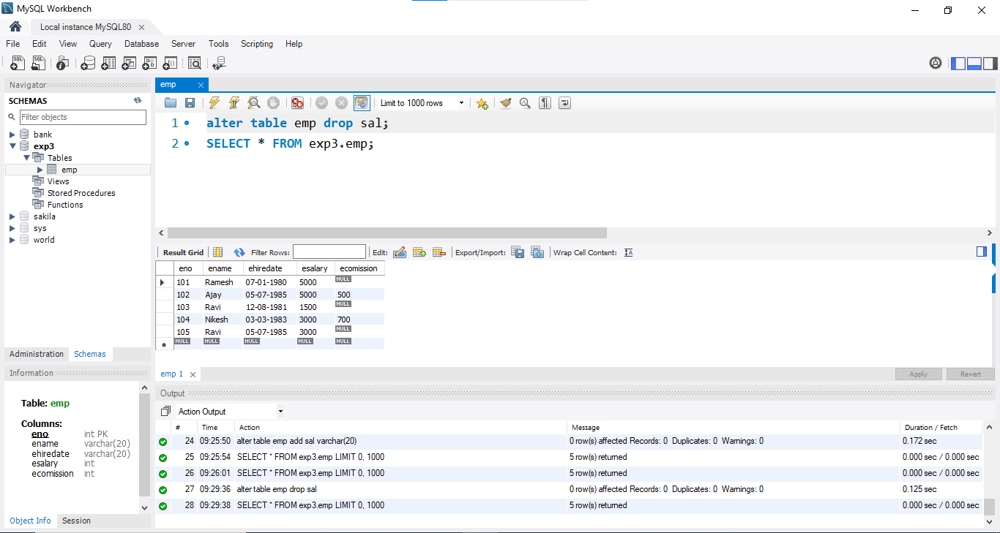 MySQL Workbench
Local instance MySQL80
File Edit View Query Database Server Tools Scripting Help
Navigator
SCHEMAS
Filter objects
bank
exp3
Tables
emp
Views
Stored Procedures
Functions
sakila
sys
world
Administration Schemas
Information
Table: emp
Columns:
eno int PK
ename varchar(20)
ehiredate varchar(20)
esalary int
ecomission int
Object Info Session
emp
Limit to 1000 rows
1 alter table emp drop sal;
2 SELECT * FROM exp3.emp;
Result Grid Filter Rows: Edit: Export/Import: Wrap Cell Content:
eno ename ehiredate esalary ecomission
101 Ramesh 07-01-1980 5000 NULL
102 Ajay 05-07-1985 5000 500
103 Ravi 12-08-1981 1500 NULL
104 Nikesh 03-03-1983 3000 700
105 Ravi 05-07-1985 3000 NULL
NULL NULL NULL NULL NULL
emp 1 Apply Revert
Output
Action Output
# Time Action Message Duration / Fetch
24 09:25:50 alter table emp add sal varchar(20) 0 row(s) affected Records: 0 Duplicates: 0 Warnings: 0 0.172 sec
25 09:25:54 SELECT * FROM exp3.emp LIMIT 0, 1000 5 row(s) returned 0.000 sec / 0.000 sec
26 09:26:01 SELECT * FROM exp3.emp LIMIT 0, 1000 5 row(s) returned 0.000 sec / 0.000 sec
27 09:29:36 alter table emp drop sal 0 row(s) affected Records: 0 Duplicates: 0 Warnings: 0 0.125 sec
28 09:29:38 SELECT * FROM exp3.emp LIMIT 0, 1000 5 row(s) returned 0.000 sec / 0.000 sec